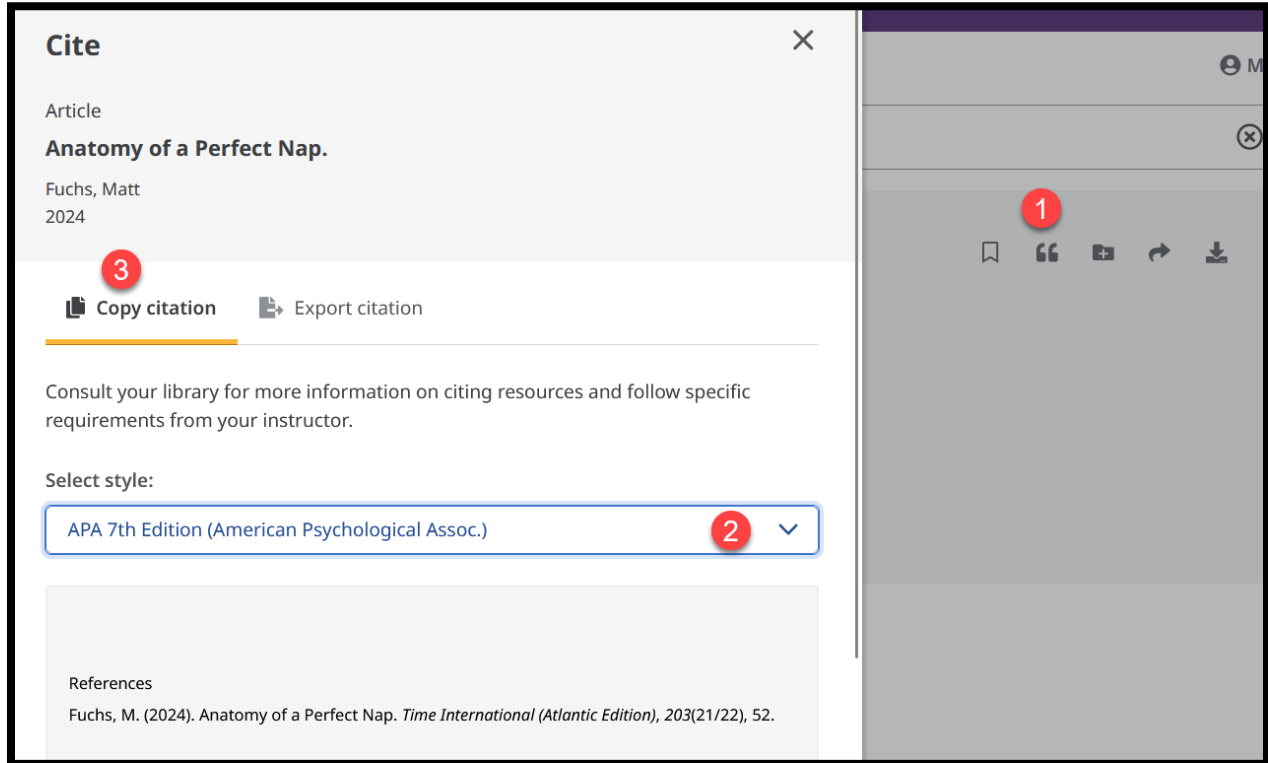 Cite
Article
Anatomy of a Perfect Nap.
Fuchs, Matt
2024
3
Copy citation
Export citation
Consult your library for more information on citing resources and follow specific
requirements from your instructor.
Select style:
APA 7th Edition (American Psychological Assoc.)
2
References
Fuchs, M. (2024). Anatomy of a Perfect Nap. Time International (Atlantic Edition), 203(21/22), 52.
M
1